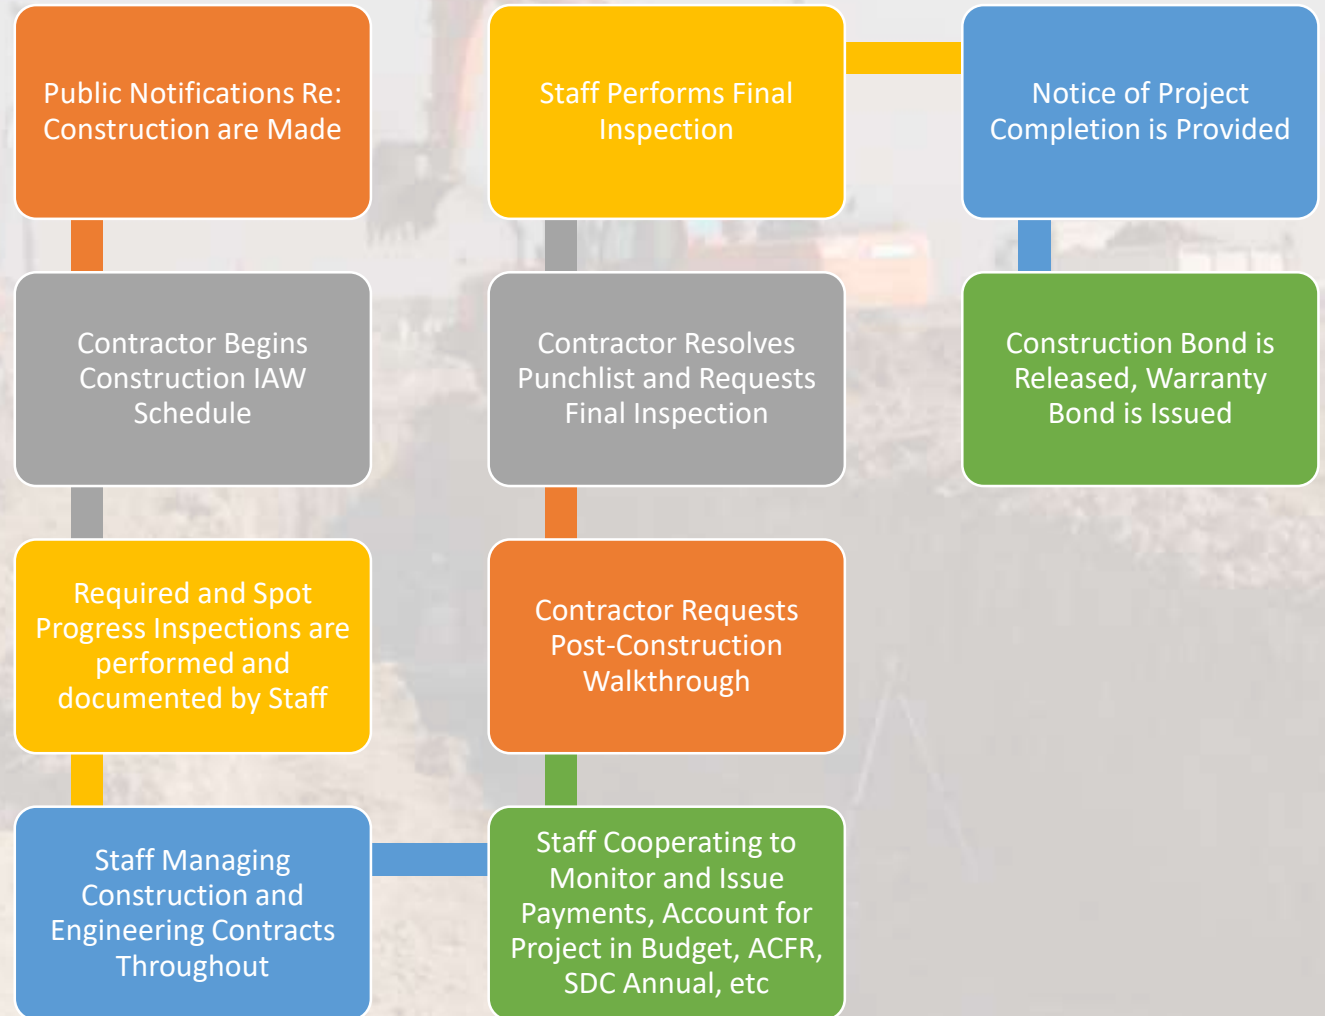 Public Notifications Re:
Construction are Made
Contractor Begins
Construction IAW
Schedule
Required and Spot
Progress Inspections are
performed and
documented by Staff
Staff Managing
Construction and
Engineering Contracts
Throughout
Staff Cooperating to
Monitor and Issue
Payments, Account for
Project in Budget, ACFR,
SDC Annual, etc
Contractor Requests
Post-Construction
Walkthrough
Contractor Resolves
Punchlist and Requests
Final Inspection
Staff Performs Final
Inspection
Notice of Project
Completion is Provided
Construction Bond is
Released, Warranty
Bond is Issued